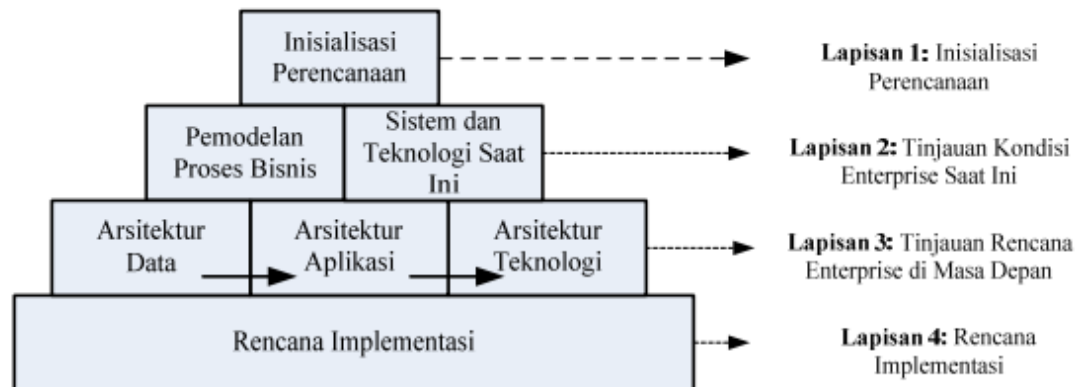 Inisialisasi
Perencanaan
Lapisan 1: Inisialisasi
Perencanaan
Pemodelan
Proses Bisnis
Sistem dan
Teknologi Saat
Ini
Lapisan 2: Tinjauan Kondisi
Enterprise Saat Ini
Arsitektur
Data
Arsitektur
Aplikasi
Arsitektur
Teknologi
Lapisan 3: Tinjauan Rencana
Enterprise di Masa Depan
Rencana Implementasi
Lapisan 4: Rencana
Implementasi